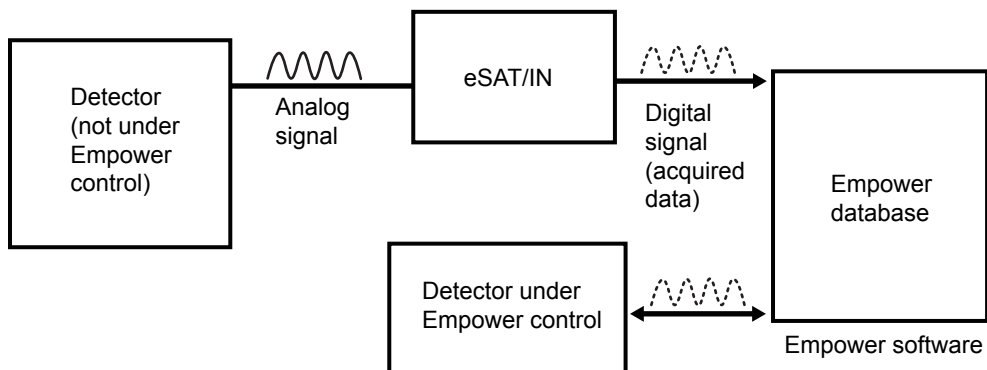 Detector
(not under
Empower
control)
Analog
signal
eSAT/IN
Digital
signal
(acquired
data)
Empower
database
Detector under
Empower control
Empower software